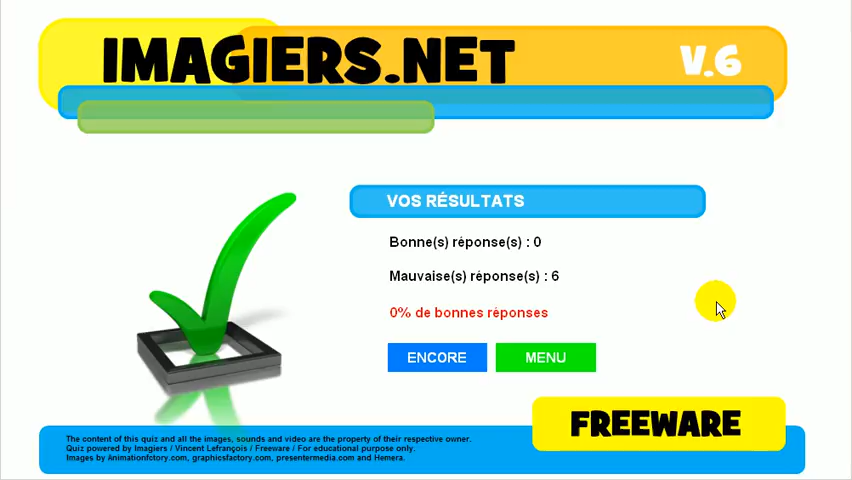 IMAGIERS.NET
V.6
VOS RÉSULTATS
Bonne(s) réponse(s) : 0
Mauvaise(s) réponse(s) : 6
0% de bonnes réponses
ENCORE
MENU
FREEWARE
The content of this quiz and all the images, sounds and video are the property of their respective owner.
Quiz powered by Imagiers / Vincent Lefrançois / Freeware / For educational purpose only.
Images by Animationfctory.com, graphicsfactory.com, presentermedia.com and Hemera.